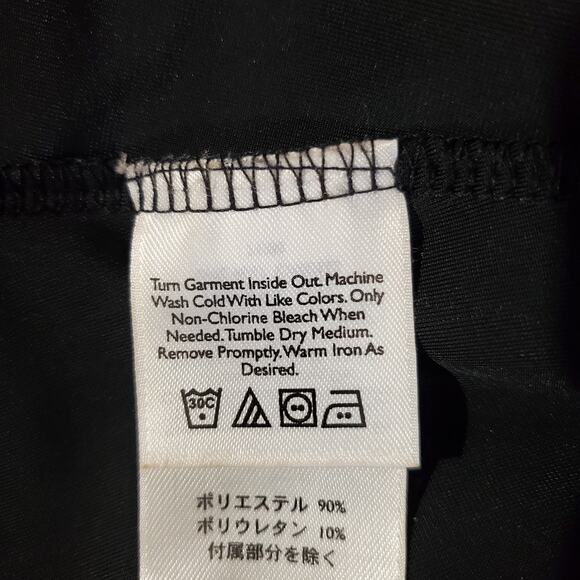 Turn Garment Inside Out. Machine
Wash Cold With Like Colors. Only
Non-Chlorine Bleach When
Needed. Tumble Dry Medium.
Remove Promptly. Warm Iron As
Desired.
30C
ポリエステル 90%
ポリウレタン 10%
付属部分を除く